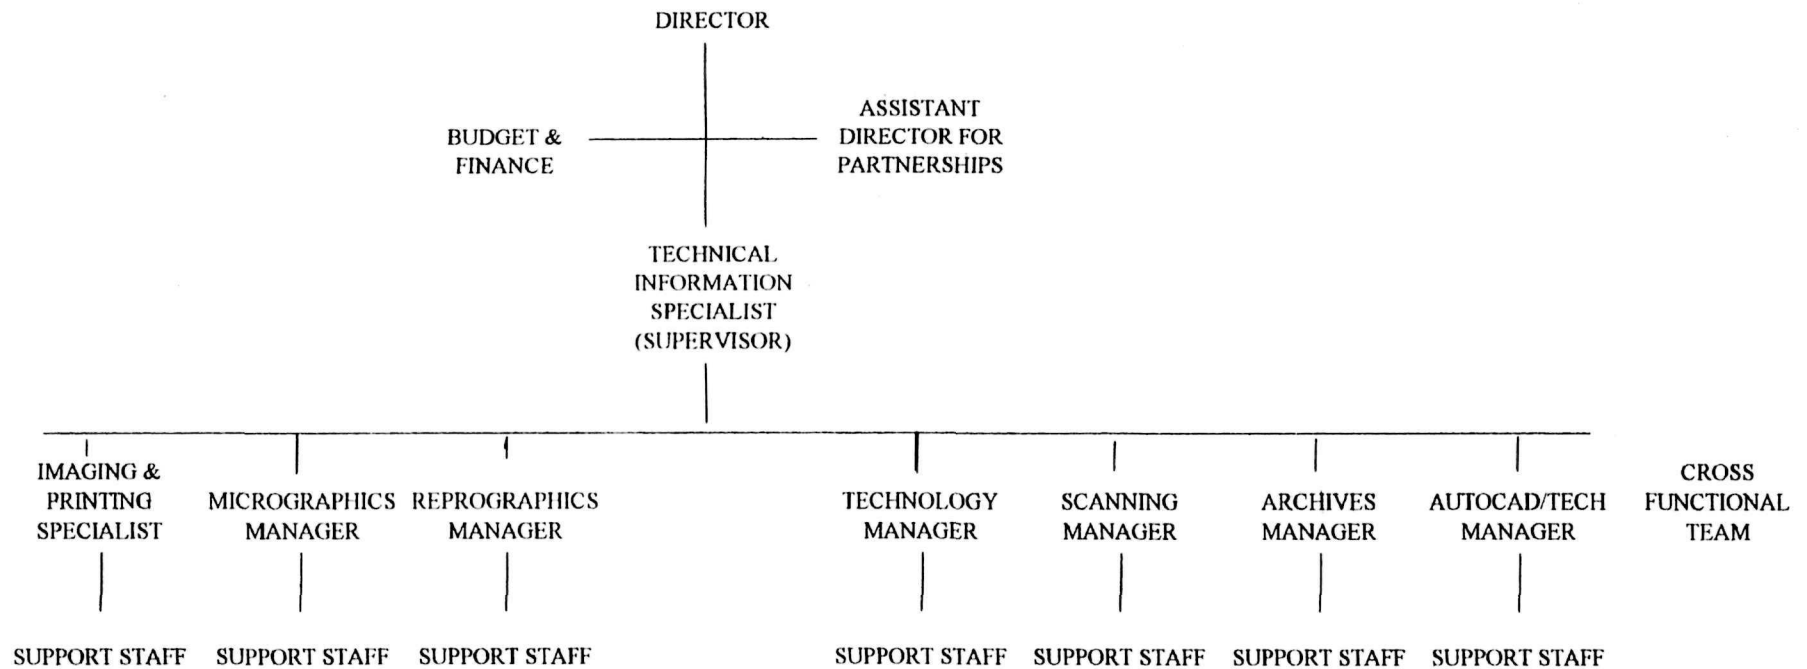 DIRECTOR
BUDGET &
FINANCE
ASSISTANT
DIRECTOR FOR
PARTNERSHIPS
TECHNICAL
INFORMATION
SPECIALIST
(SUPERVISOR)
IMAGING &
PRINTING
SPECIALIST
MICROGRAPHICS
MANAGER
REPROGRAPHICS
MANAGER
TECHNOLOGY
MANAGER
SCANNING
MANAGER
ARCHIVES
MANAGER
AUTOCAD/TECH
MANAGER
CROSS
FUNCTIONAL
TEAM
SUPPORT STAFF
SUPPORT STAFF
SUPPORT STAFF
SUPPORT STAFF
SUPPORT STAFF
SUPPORT STAFF
SUPPORT STAFF